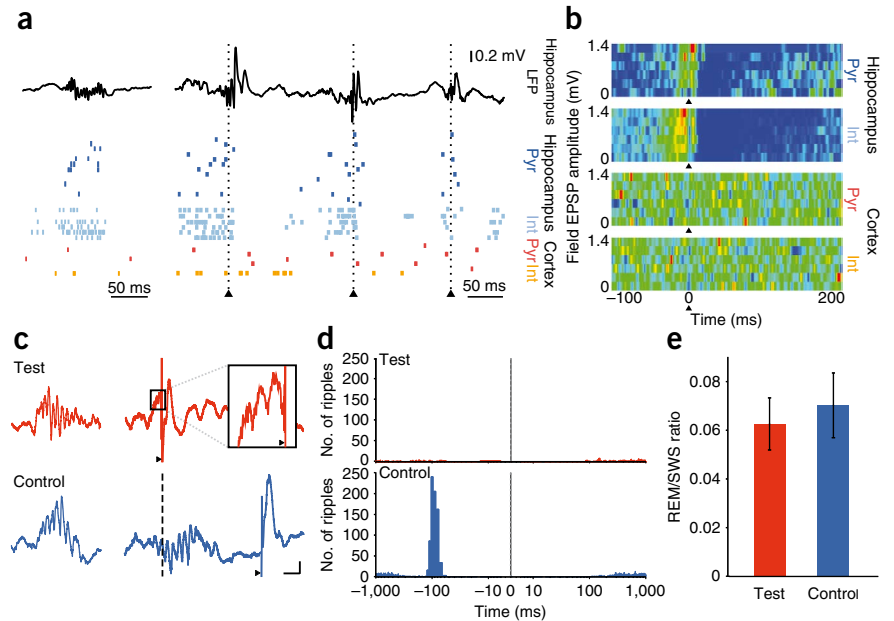 a
0.2 mV
Hippocampus
LFP
Hippocampus
Pyr
Int
Cortex
Pyr
Int
50 ms
50 ms
b
Field EPSP amplitude (mV)
1.4
0
1.4
0
1.4
0
1.4
0
Hippocampus
Pyr
Int
Cortex
Pyr
Int
−100 0 200
Time (ms)
c
Test
Control
d
No. of ripples
250
200
150
100
50
0
Test
No. of ripples
250
200
150
100
50
0
Control
−1,000 −100 −10 0 10 100 1,000
Time (ms)
e
REM/SWS ratio
0.08
0.06
0.04
0.02
0
Test Control